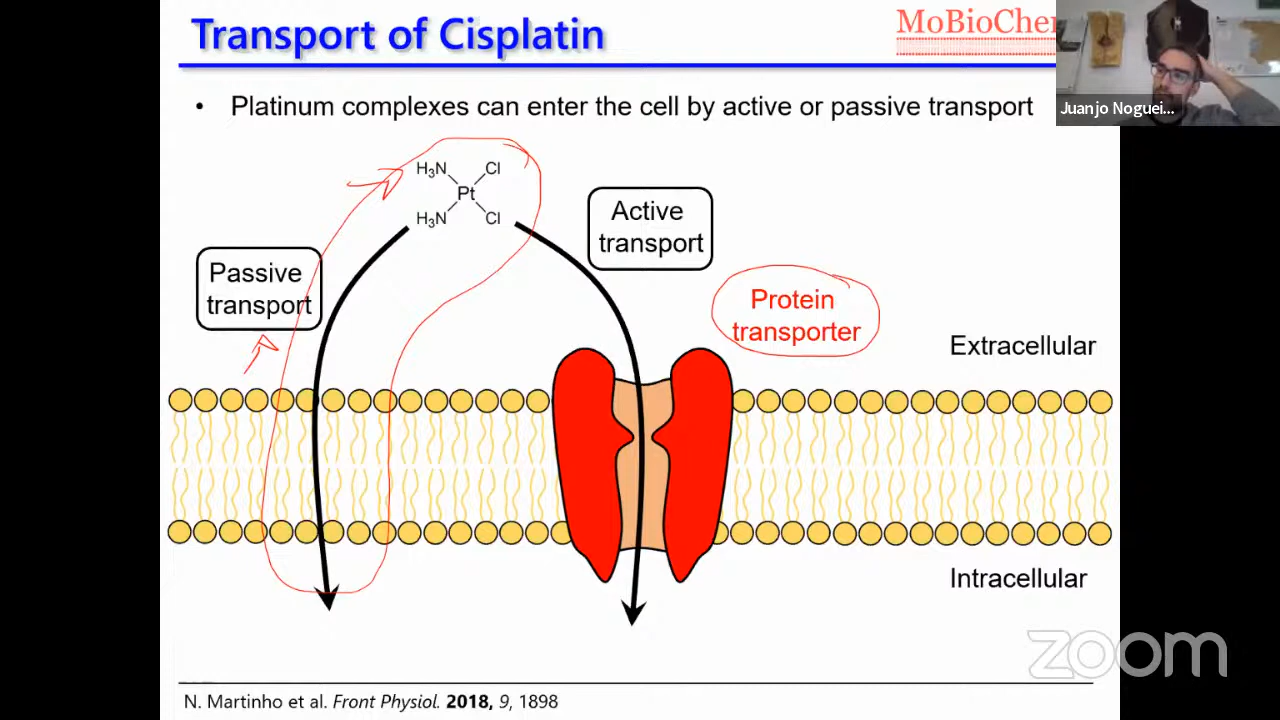 Transport of Cisplatin
MoBioChem
Juanjo Noguei...
• Platinum complexes can enter the cell by active or passive transport
H₃N Cl
Pt
H₃N Cl
Active
transport
Passive
transport
Protein
transporter
Extracellular
Intracellular
zoom
N. Martinho et al. Front Physiol. 2018, 9, 1898